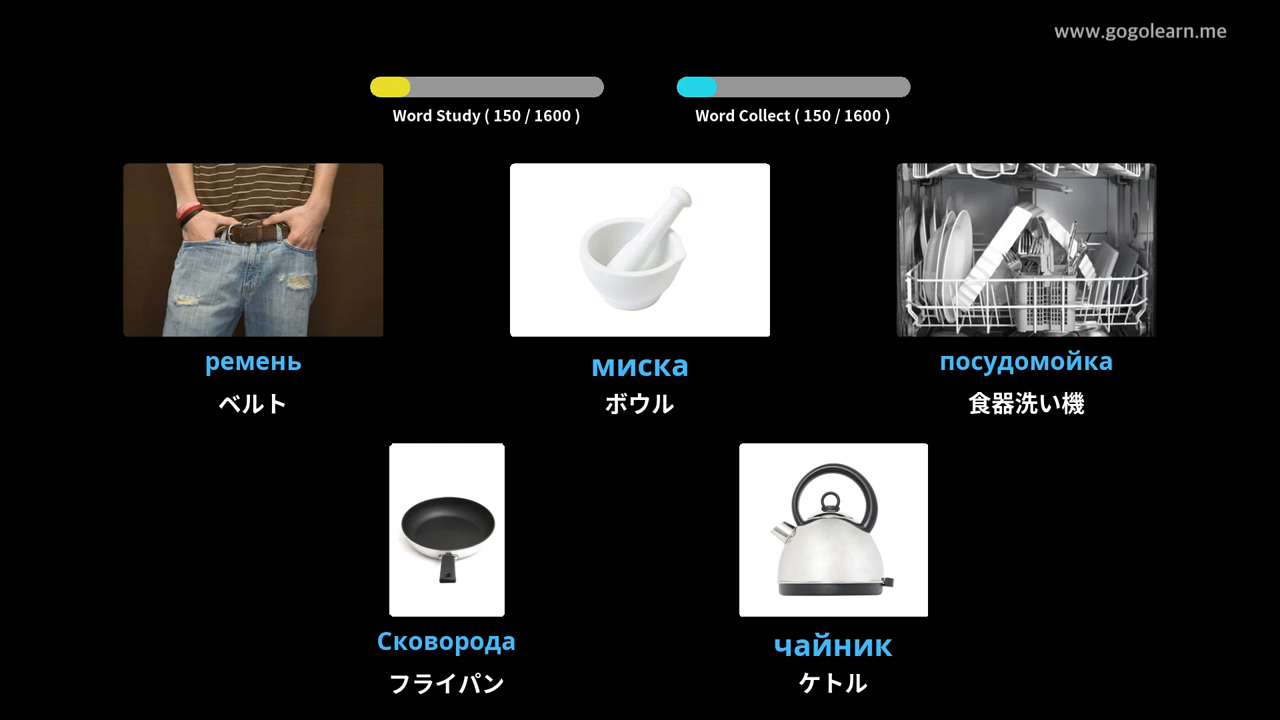 www.gogolearn.me
Word Study ( 150 / 1600 )
Word Collect ( 150 / 1600 )
ремень
ベルト
миска
ボウル
посудомойка
食器洗い機
Сковорода
フライパン
чайник
ケトル